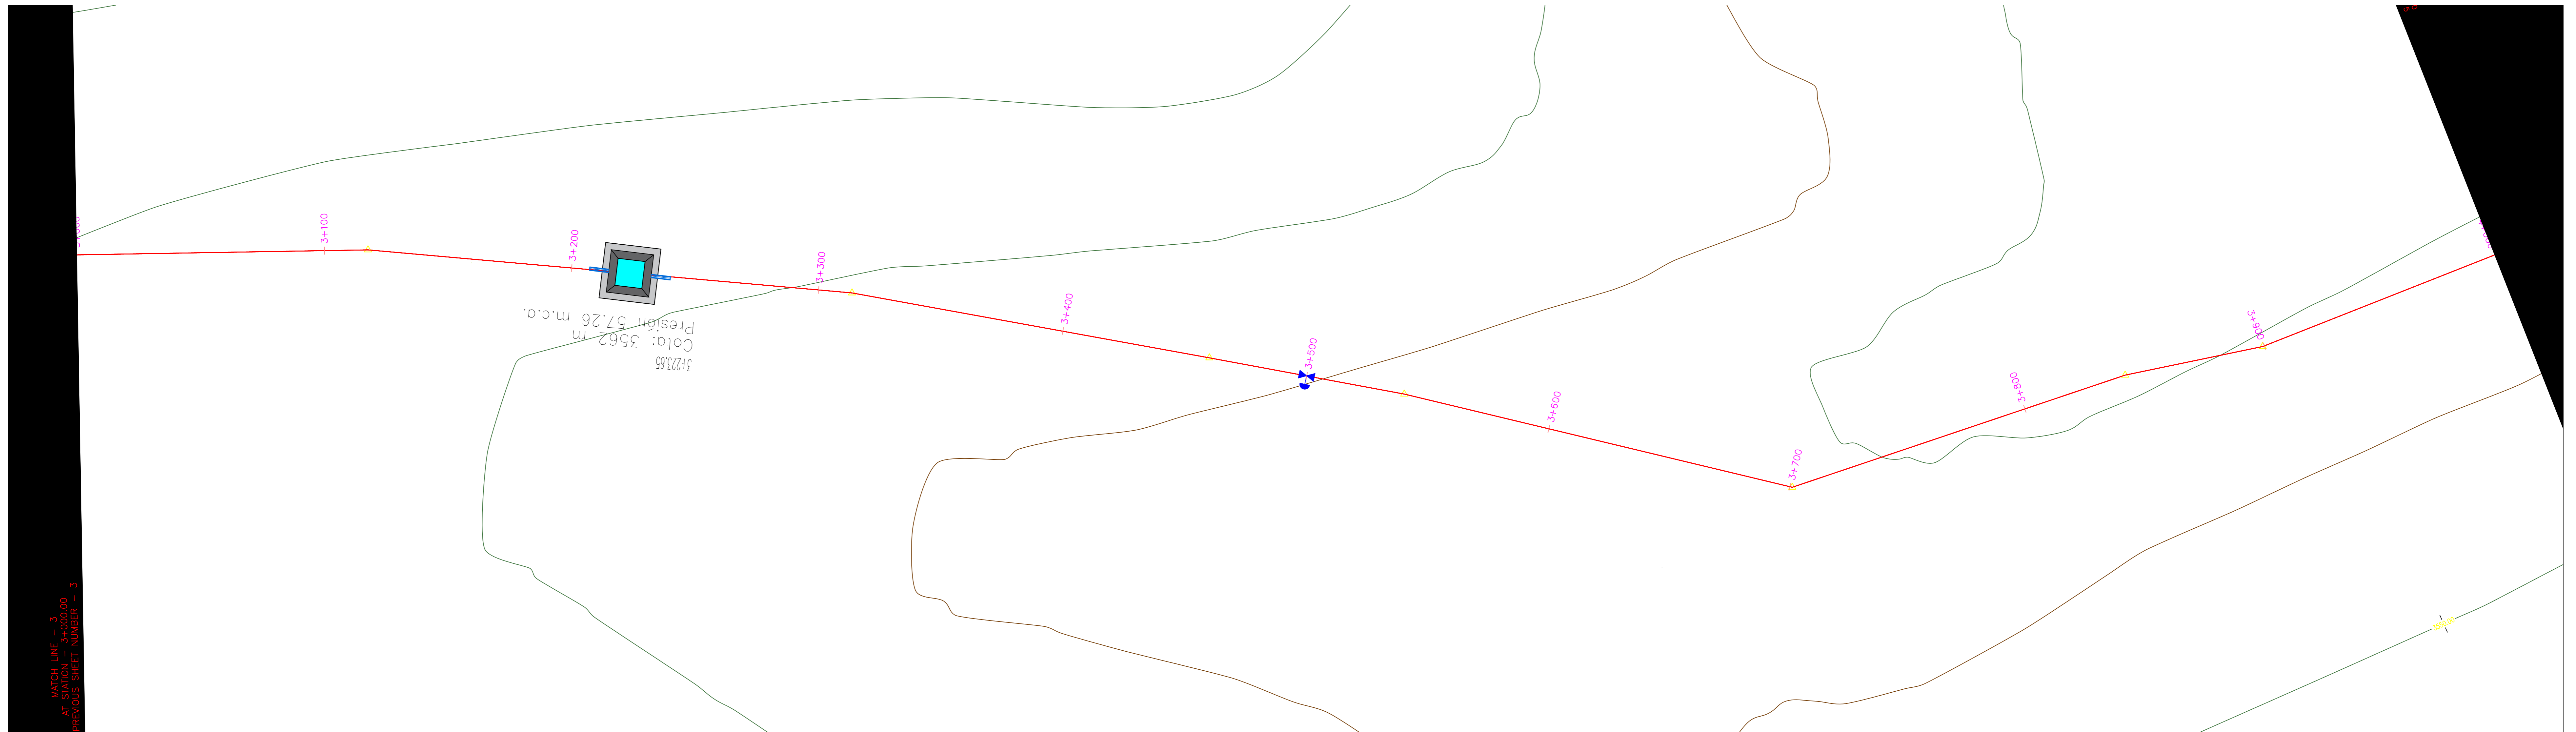 3+100
3+200
3+300
3+400
3+500
3+600
3+700
3+800
3+900
3+223.65
Cota: 3562 m
Presión 57.26 m.c.a.
MATCH LINE - 3
AT STATION - 3+000.00
PREVIOUS SHEET NUMBER - 3